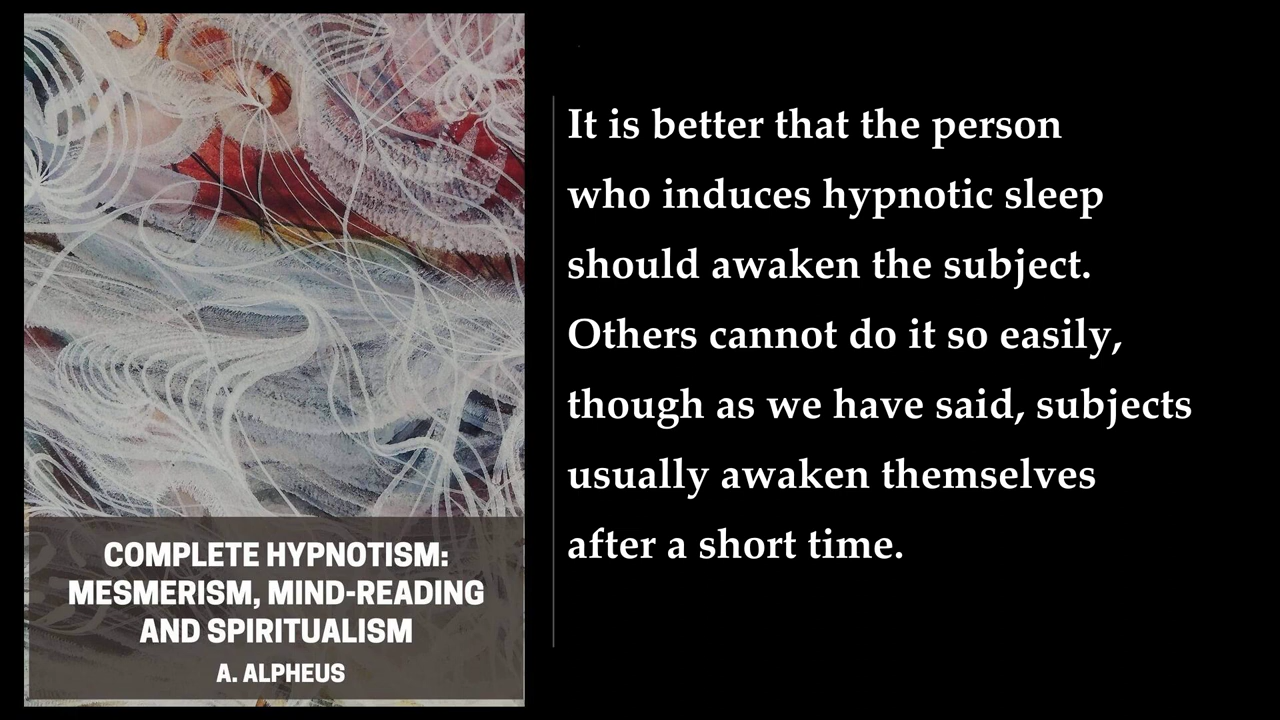 COMPLETE HYPNOTISM:
MESMERISM, MIND-READING
AND SPIRITUALISM
A. ALPHEUS
It is better that the person
who induces hypnotic sleep
should awaken the subject.
Others cannot do it so easily,
though as we have said, subjects
usually awaken themselves
after a short time.